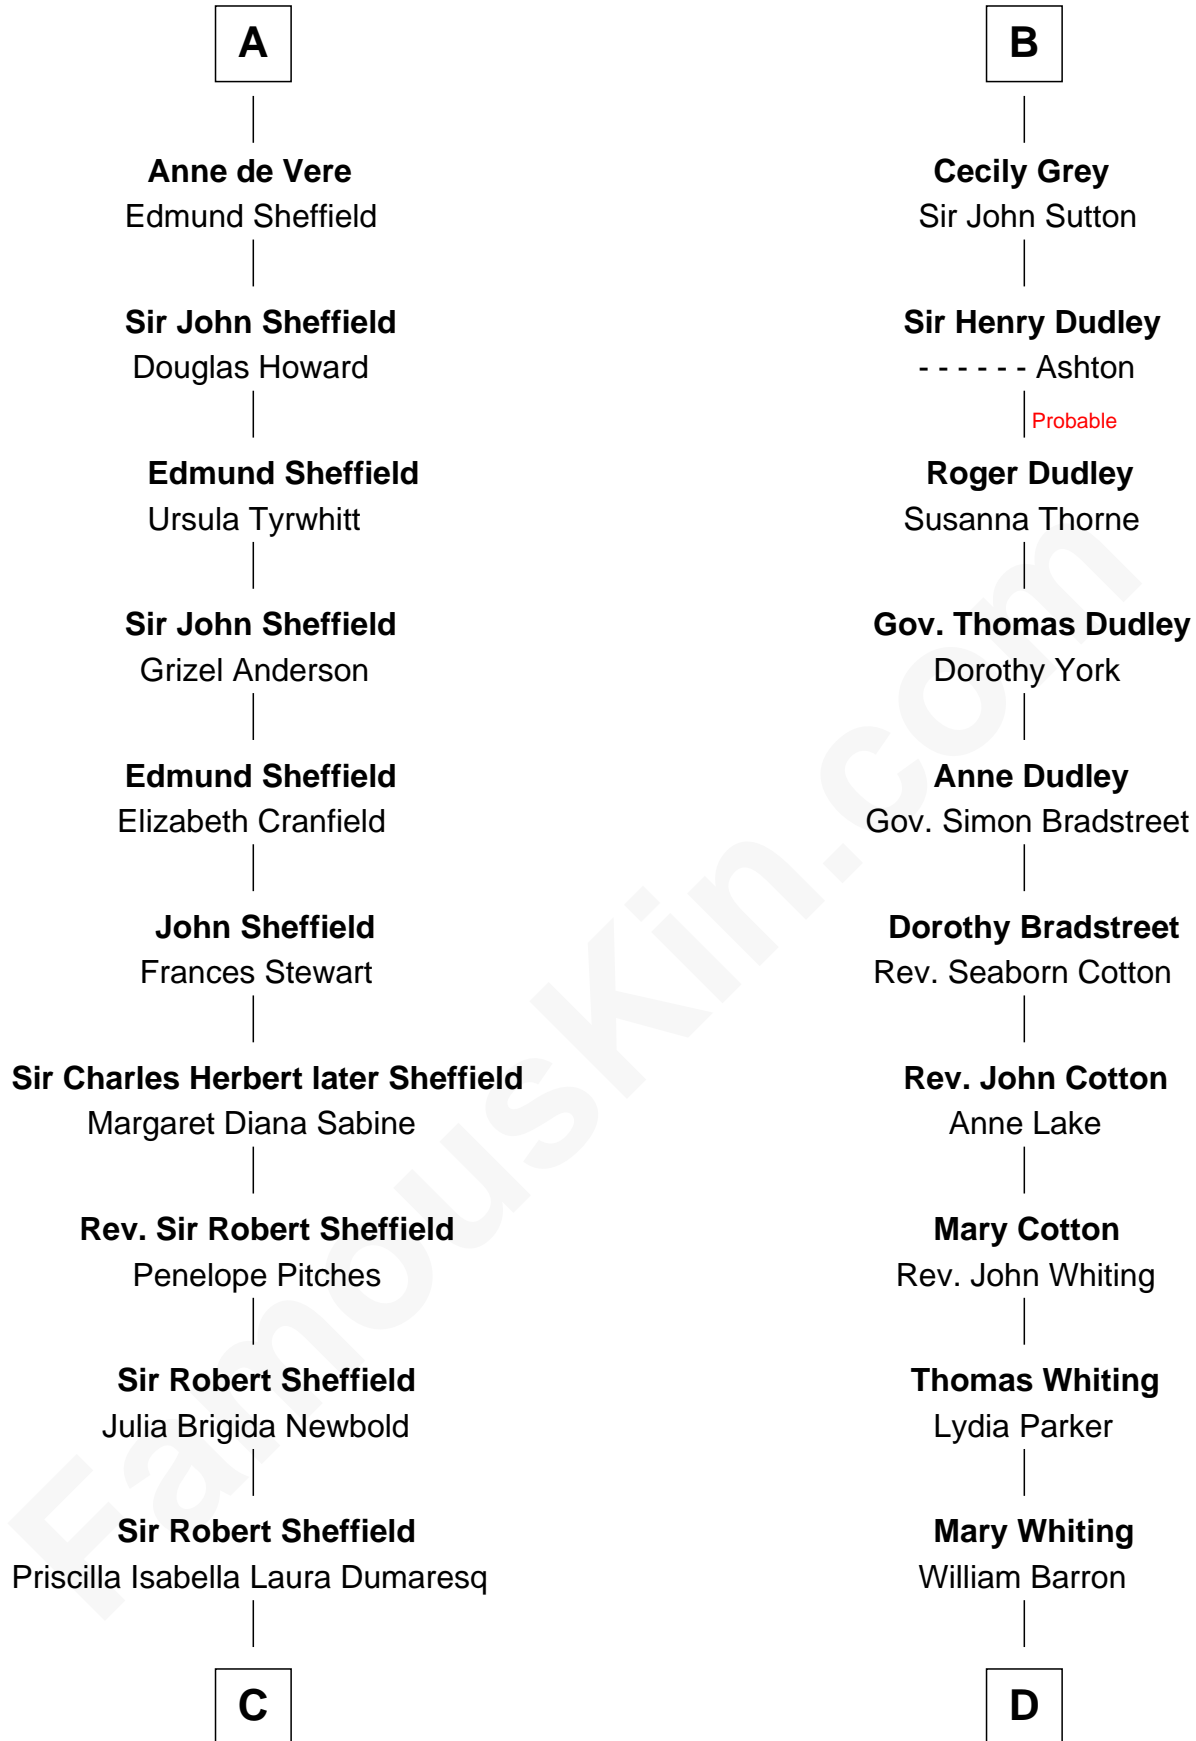 A
Anne de Vere
Edmund Sheffield
Sir John Sheffield
Douglas Howard
Edmund Sheffield
Ursula Tyrwhitt
Sir John Sheffield
Grizel Anderson
Edmund Sheffield
Elizabeth Cranfield
John Sheffield
Frances Stewart
Sir Charles Herbert later Sheffield
Margaret Diana Sabine
Rev. Sir Robert Sheffield
Penelope Pitches
Sir Robert Sheffield
Julia Brigida Newbold
Sir Robert Sheffield
Priscilla Isabella Laura Dumaresq
C
B
Cecily Grey
Sir John Sutton
Sir Henry Dudley
- - - - - - Ashton
Probable
Roger Dudley
Susanna Thorne
Gov. Thomas Dudley
Dorothy York
Anne Dudley
Gov. Simon Bradstreet
Dorothy Bradstreet
Rev. Seaborn Cotton
Rev. John Cotton
Anne Lake
Mary Cotton
Rev. John Whiting
Thomas Whiting
Lydia Parker
Mary Whiting
William Barron
D
FamousKin.com